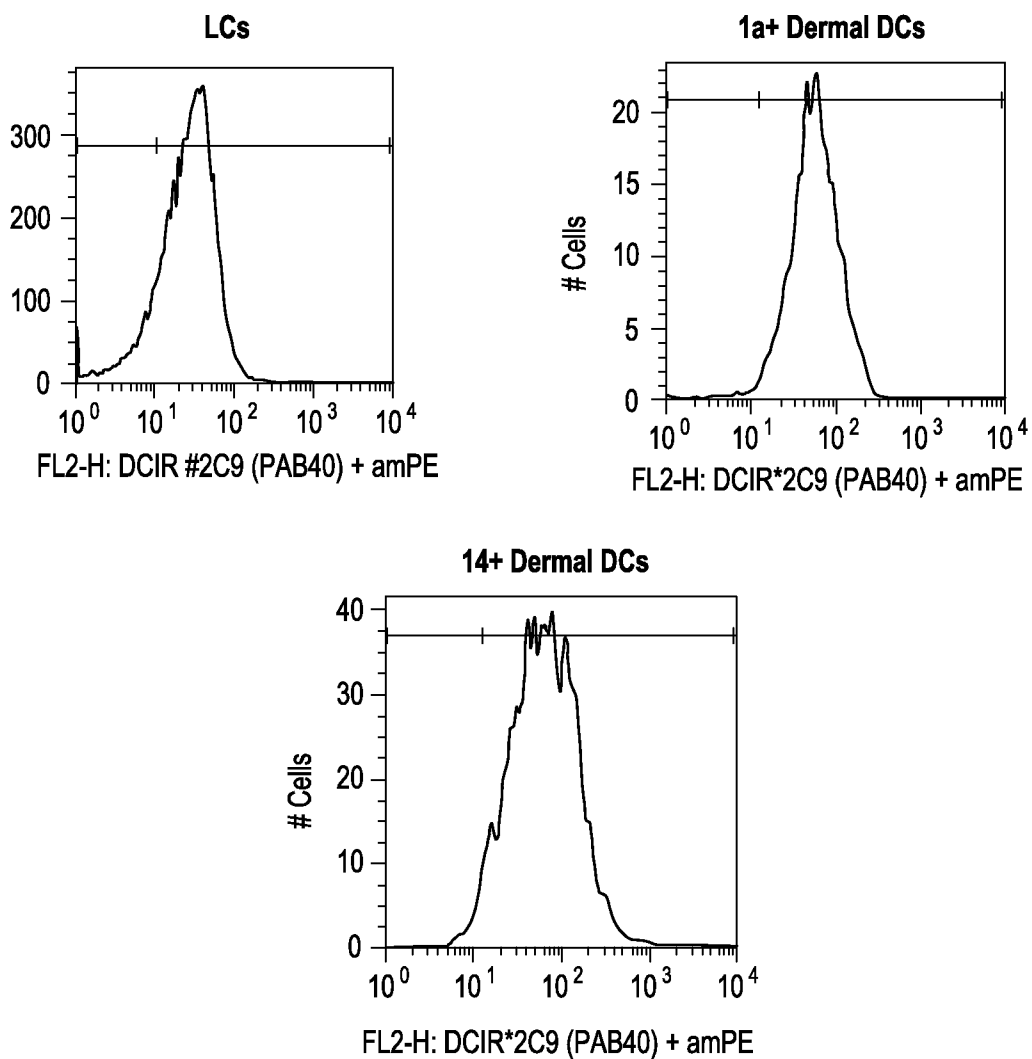 LCs
300
200
100
0
10^0 10^1 10^2 10^3 10^4
FL2-H: DCIR #2C9 (PAB40) + amPE
1a+ Dermal DCs
# Cells
20
15
10
5
0
10^0 10^1 10^2 10^3 10^4
FL2-H: DCIR*2C9 (PAB40) + amPE
14+ Dermal DCs
# Cells
40
30
20
10
0
10^0 10^1 10^2 10^3 10^4
FL2-H: DCIR*2C9 (PAB40) + amPE